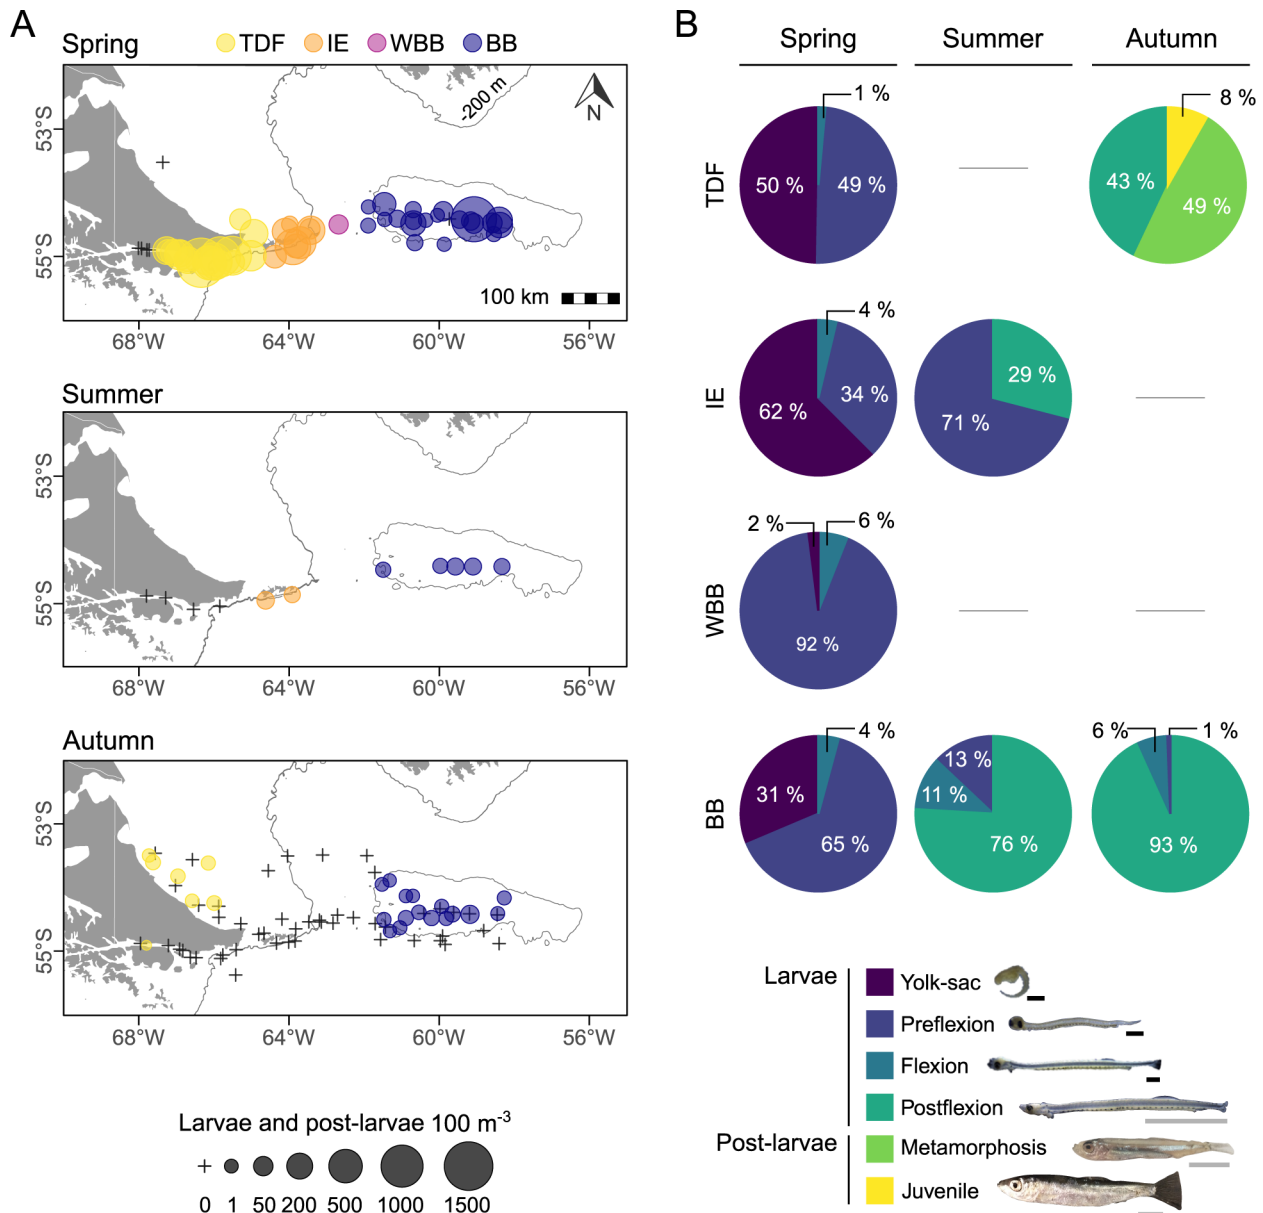 A
Spring
TDF IE WBB BB
-200 m
N
53°S
55°S
100 km
68°W 64°W 60°W 56°W
Summer
53°S
55°S
68°W 64°W 60°W 56°W
Autumn
53°S
55°S
68°W 64°W 60°W 56°W
Larvae and post-larvae 100 m-3
0 1 50 200 500 1000 1500
B
Spring Summer Autumn
TDF
1 %
50 % 49 %
8 %
43 %
49 %
IE
4 %
34 %
62 %
29 %
71 %
WBB
2 % 6 %
92 %
BB
4 %
31 %
65 %
13 %
11 %
76 %
6 % 1 %
93 %
Larvae
Yolk-sac
Preflexion
Flexion
Postflexion
Post-larvae
Metamorphosis
Juvenile